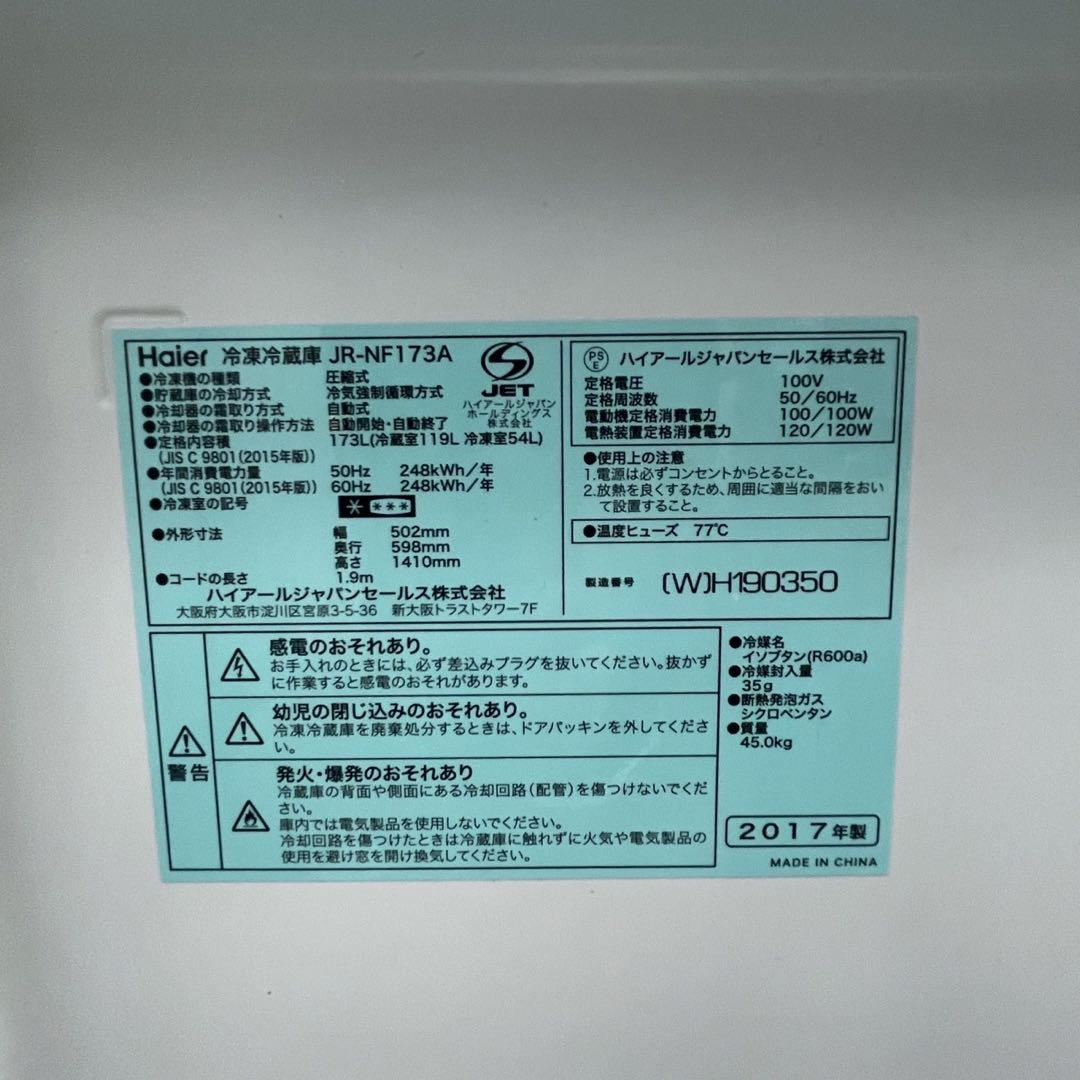 Haier 冷凍冷蔵庫 JR-NF173A
●冷凍機の種類 圧縮式
●貯蔵庫の冷却方式 冷気強制循環方式
●冷却器の霜取り方式 自動式
●冷却器の霜取り操作方法 自動開始・自動終了
●定格内容積 173L(冷蔵室119L 冷凍室54L)
(JIS C 9801(2015年版))
●年間消費電力量 50Hz 248kWh/年
(JIS C 9801(2015年版)) 60Hz 248kWh/年
●冷凍室の記号 * ***
●外形寸法 幅 502mm
奥行 598mm
高さ 1410mm
●コードの長さ 1.9m
ハイアールジャパンセールス株式会社
大阪府大阪市淀川区宮原3-5-36 新大阪トラストタワー7F
JET
ハイアールジャパン
ホールディングス
株式会社
PS
E
ハイアールジャパンセールス株式会社
定格電圧 100V
定格周波数 50/60Hz
電動機定格消費電力 100/100W
電熱装置定格消費電力 120/120W
●使用上の注意
1.電源は必ずコンセントからとること。
2.放熱を良くするため、周囲に適当な間隔をおい
て設置すること。
●温度ヒューズ 77℃
製造番号 (W)H190350
警告
感電のおそれあり。
お手入れのときには、必ず差込みプラグを抜いてください。抜かず
に作業すると感電のおそれがあります。
幼児の閉じ込めのおそれあり。
冷凍冷蔵庫を廃棄処分するときは、ドアパッキンを外してくださ
い。
発火・爆発のおそれあり
冷蔵庫の背面や側面にある冷却回路(配管)を傷つけないでくだ
さい。
庫内では電気製品を使用しないでください。
冷却回路を傷つけたときは冷蔵庫に触れずに火気や電気製品の
使用を避け窓を開け換気してください。
●冷媒名
イソブタン(R600a)
●冷媒封入量
35g
●断熱発泡ガス
シクロペンタン
●質量
45.0kg
2017年製
MADE IN CHINA